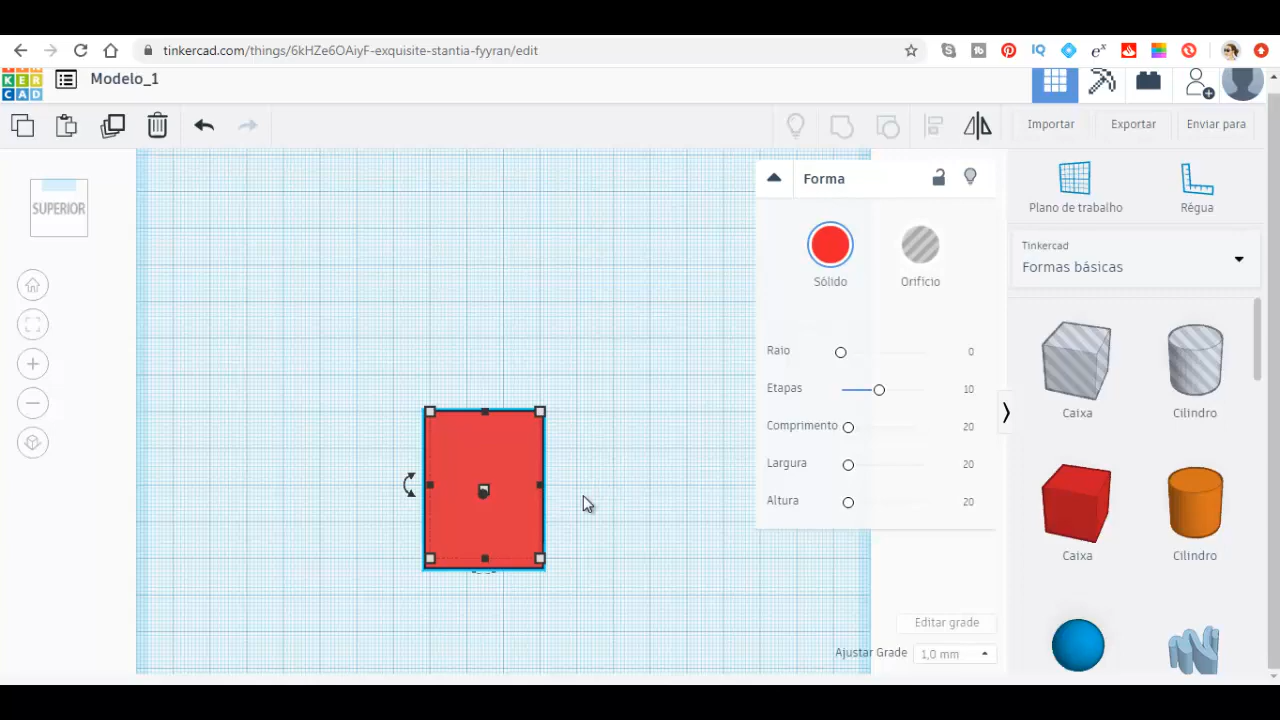 tinkercad.com/things/6kHZe6OAiyF-exquisite-stantia-fyyran/edit
IQ
e^x
KER
CAD
Modelo_1
Importar
Exportar
Enviar para
SUPERIOR
Forma
Sólido
Orifício
Raio 0
Etapas 10
Comprimento 20
Largura 20
Altura 20
Editar grade
Ajustar Grade 1,0 mm
Plano de trabalho
Régua
Tinkercad
Formas básicas
Caixa
Cilindro
Caixa
Cilindro